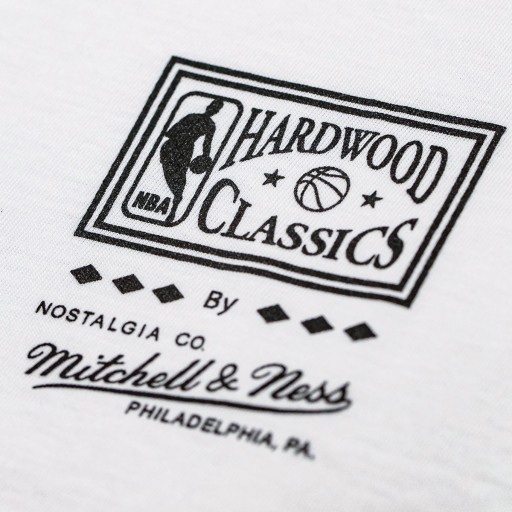 HARDWOOD
NBA
CLASSICS
By
NOSTALGIA CO.
Mitchell & Ness
PHILADELPHIA, PA.